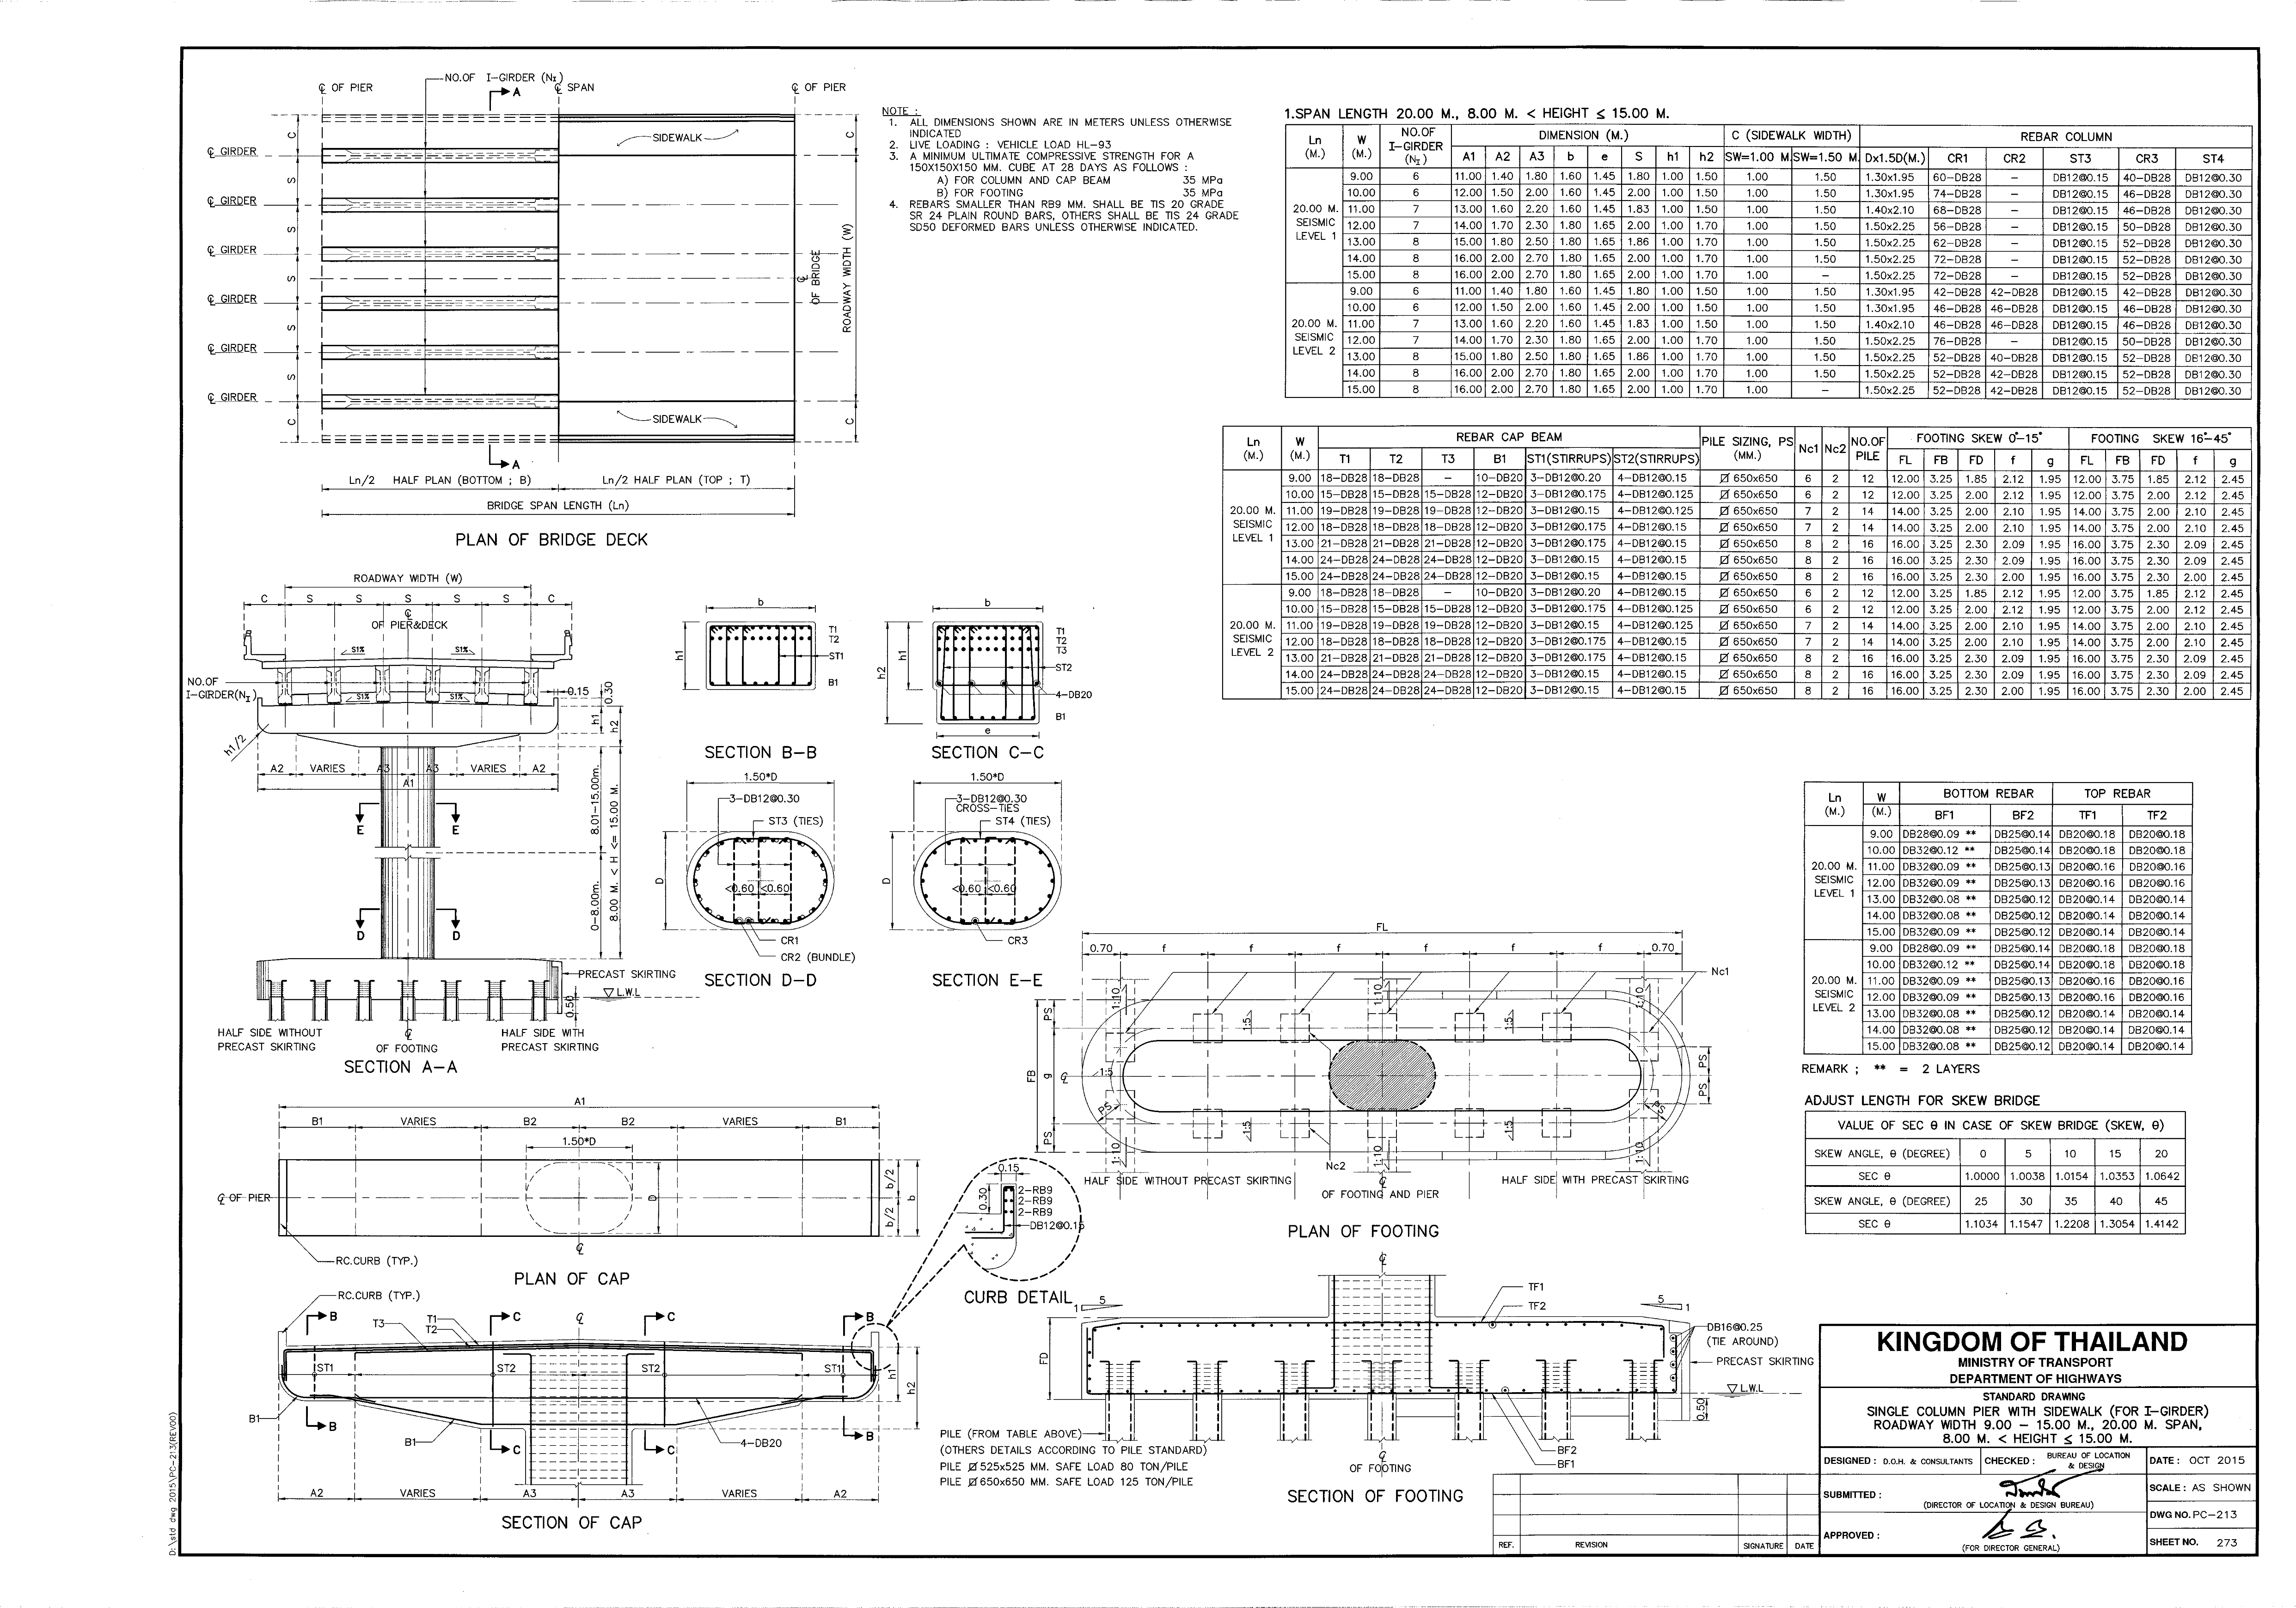 NO.OF I-GIRDER (NI)
℄ OF PIER
℄ SPAN
℄ OF PIER
A
SIDEWALK
C
C
℄ GIRDER
S
℄ GIRDER
S
℄ GIRDER
S
℄ OF BRIDGE
ROADWAY WIDTH (W)
℄ GIRDER
S
℄ GIRDER
S
℄ GIRDER
SIDEWALK
C
C
A
Ln/2 HALF PLAN (BOTTOM ; B)
Ln/2 HALF PLAN (TOP ; T)
BRIDGE SPAN LENGTH (Ln)
PLAN OF BRIDGE DECK
NOTE :
1. ALL DIMENSIONS SHOWN ARE IN METERS UNLESS OTHERWISE
INDICATED
2. LIVE LOADING : VEHICLE LOAD HL-93
3. A MINIMUM ULTIMATE COMPRESSIVE STRENGTH FOR A
150X150X150 MM. CUBE AT 28 DAYS AS FOLLOWS :
A) FOR COLUMN AND CAP BEAM 35 MPa
B) FOR FOOTING 35 MPa
4. REBARS SMALLER THAN RB9 MM. SHALL BE TIS 20 GRADE
SR 24 PLAIN ROUND BARS, OTHERS SHALL BE TIS 24 GRADE
SD50 DEFORMED BARS UNLESS OTHERWISE INDICATED.
1.SPAN LENGTH 20.00 M., 8.00 M. < HEIGHT ≤ 15.00 M.
Ln (M.) W (M.) NO.OF I-GIRDER (NI) DIMENSION (M.) C (SIDEWALK WIDTH) REBAR COLUMN
A1 A2 A3 b e S h1 h2 SW=1.00 M. SW=1.50 M. Dx1.5D(M.) CR1 CR2 ST3 CR3 ST4
20.00 M. SEISMIC LEVEL 1
9.00 6 11.00 1.40 1.80 1.60 1.45 1.80 1.00 1.50 1.00 1.50 1.30x1.95 60-DB28 - DB12@0.15 40-DB28 DB12@0.30
10.00 6 12.00 1.50 2.00 1.60 1.45 2.00 1.00 1.50 1.00 1.50 1.30x1.95 74-DB28 - DB12@0.15 46-DB28 DB12@0.30
11.00 7 13.00 1.60 2.20 1.60 1.45 1.83 1.00 1.50 1.00 1.50 1.40x2.10 68-DB28 - DB12@0.15 46-DB28 DB12@0.30
12.00 7 14.00 1.70 2.30 1.80 1.65 2.00 1.00 1.70 1.00 1.50 1.50x2.25 56-DB28 - DB12@0.15 50-DB28 DB12@0.30
13.00 8 15.00 1.80 2.50 1.80 1.65 1.86 1.00 1.70 1.00 1.50 1.50x2.25 62-DB28 - DB12@0.15 52-DB28 DB12@0.30
14.00 8 16.00 2.00 2.70 1.80 1.65 2.00 1.00 1.70 1.00 1.50 1.50x2.25 72-DB28 - DB12@0.15 52-DB28 DB12@0.30
15.00 8 16.00 2.00 2.70 1.80 1.65 2.00 1.00 1.70 1.00 - 1.50x2.25 72-DB28 - DB12@0.15 52-DB28 DB12@0.30
20.00 M. SEISMIC LEVEL 2
9.00 6 11.00 1.40 1.80 1.60 1.45 1.80 1.00 1.50 1.00 1.50 1.30x1.95 42-DB28 42-DB28 DB12@0.15 42-DB28 DB12@0.30
10.00 6 12.00 1.50 2.00 1.60 1.45 2.00 1.00 1.50 1.00 1.50 1.30x1.95 46-DB28 46-DB28 DB12@0.15 46-DB28 DB12@0.30
11.00 7 13.00 1.60 2.20 1.60 1.45 1.83 1.00 1.50 1.00 1.50 1.40x2.10 46-DB28 46-DB28 DB12@0.15 46-DB28 DB12@0.30
12.00 7 14.00 1.70 2.30 1.80 1.65 2.00 1.00 1.70 1.00 1.50 1.50x2.25 76-DB28 - DB12@0.15 50-DB28 DB12@0.30
13.00 8 15.00 1.80 2.50 1.80 1.65 1.86 1.00 1.70 1.00 1.50 1.50x2.25 52-DB28 40-DB28 DB12@0.15 52-DB28 DB12@0.30
14.00 8 16.00 2.00 2.70 1.80 1.65 2.00 1.00 1.70 1.00 1.50 1.50x2.25 52-DB28 42-DB28 DB12@0.15 52-DB28 DB12@0.30
15.00 8 16.00 2.00 2.70 1.80 1.65 2.00 1.00 1.70 1.00 - 1.50x2.25 52-DB28 42-DB28 DB12@0.15 52-DB28 DB12@0.30
Ln (M.) W (M.) REBAR CAP BEAM PILE SIZING, PS (MM.) Nc1 Nc2 NO.OF PILE FOOTING SKEW 0°-15° FOOTING SKEW 16°-45°
T1 T2 T3 B1 ST1(STIRRUPS) ST2(STIRRUPS) FL FB FD f g FL FB FD f g
20.00 M. SEISMIC LEVEL 1
9.00 18-DB28 18-DB28 - 10-DB20 3-DB12@0.20 4-DB12@0.15 650x650 6 2 12 12.00 3.25 1.85 2.12 1.95 12.00 3.75 1.85 2.12 2.45
10.00 15-DB28 15-DB28 15-DB28 12-DB20 3-DB12@0.175 4-DB12@0.125 650x650 6 2 12 12.00 3.25 2.00 2.12 1.95 12.00 3.75 2.00 2.12 2.45
11.00 19-DB28 19-DB28 19-DB28 12-DB20 3-DB12@0.15 4-DB12@0.125 650x650 7 2 14 14.00 3.25 2.00 2.10 1.95 14.00 3.75 2.00 2.10 2.45
12.00 18-DB28 18-DB28 18-DB28 12-DB20 3-DB12@0.175 4-DB12@0.15 650x650 7 2 14 14.00 3.25 2.00 2.10 1.95 14.00 3.75 2.00 2.10 2.45
13.00 21-DB28 21-DB28 21-DB28 12-DB20 3-DB12@0.175 4-DB12@0.15 650x650 8 2 16 16.00 3.25 2.30 2.09 1.95 16.00 3.75 2.30 2.09 2.45
14.00 24-DB28 24-DB28 24-DB28 12-DB20 3-DB12@0.15 4-DB12@0.15 650x650 8 2 16 16.00 3.25 2.30 2.09 1.95 16.00 3.75 2.30 2.09 2.45
15.00 24-DB28 24-DB28 24-DB28 12-DB20 3-DB12@0.15 4-DB12@0.15 650x650 8 2 16 16.00 3.25 2.30 2.00 1.95 16.00 3.75 2.30 2.00 2.45
20.00 M. SEISMIC LEVEL 2
9.00 18-DB28 18-DB28 - 10-DB20 3-DB12@0.20 4-DB12@0.15 650x650 6 2 12 12.00 3.25 1.85 2.12 1.95 12.00 3.75 1.85 2.12 2.45
10.00 15-DB28 15-DB28 15-DB28 12-DB20 3-DB12@0.175 4-DB12@0.125 650x650 6 2 12 12.00 3.25 2.00 2.12 1.95 12.00 3.75 2.00 2.12 2.45
11.00 19-DB28 19-DB28 19-DB28 12-DB20 3-DB12@0.15 4-DB12@0.125 650x650 7 2 14 14.00 3.25 2.00 2.10 1.95 14.00 3.75 2.00 2.10 2.45
12.00 18-DB28 18-DB28 18-DB28 12-DB20 3-DB12@0.175 4-DB12@0.15 650x650 7 2 14 14.00 3.25 2.00 2.10 1.95 14.00 3.75 2.00 2.10 2.45
13.00 21-DB28 21-DB28 21-DB28 12-DB20 3-DB12@0.175 4-DB12@0.15 650x650 8 2 16 16.00 3.25 2.30 2.09 1.95 16.00 3.75 2.30 2.09 2.45
14.00 24-DB28 24-DB28 24-DB28 12-DB20 3-DB12@0.15 4-DB12@0.15 650x650 8 2 16 16.00 3.25 2.30 2.09 1.95 16.00 3.75 2.30 2.09 2.45
15.00 24-DB28 24-DB28 24-DB28 12-DB20 3-DB12@0.15 4-DB12@0.15 650x650 8 2 16 16.00 3.25 2.30 2.00 1.95 16.00 3.75 2.30 2.00 2.45
ROADWAY WIDTH (W)
C S S S S S C
℄
OF PIER&DECK
S1% S1%
NO.OF
I-GIRDER(NI)
S1% S1%
0.15
0.30
h1
h2
h1/2
A2 VARIES A3 A3 VARIES A2
A1
E E
8.01-15.00m.
8.00 M. < H <= 15.00 M.
0-8.00m.
D D
PRECAST SKIRTING
L.W.L
0.50
HALF SIDE WITHOUT
PRECAST SKIRTING
℄
OF FOOTING
HALF SIDE WITH
PRECAST SKIRTING
SECTION A-A
b
h1
T1
T2
ST1
B1
SECTION B-B
b
h2
h1
T1
T2
T3
ST2
4-DB20
B1
e
SECTION C-C
1.50*D
3-DB12@0.30
ST3 (TIES)
D
<0.60 <0.60
CR1
CR2 (BUNDLE)
SECTION D-D
1.50*D
3-DB12@0.30
CROSS-TIES
ST4 (TIES)
D
<0.60 <0.60
CR3
SECTION E-E
FL
0.70 f f f f f f 0.70
Nc1
1:10 1:10 1:10
PS
1:5 1:5
FB
g
℄
1:5
PS
PS
PS
PS
PS
1:5 1:5
1:10 1:10 1:10
Nc2
HALF SIDE WITHOUT PRECAST SKIRTING
℄
OF FOOTING AND PIER
HALF SIDE WITH PRECAST SKIRTING
PLAN OF FOOTING
Ln (M.) W (M.) BOTTOM REBAR TOP REBAR
BF1 BF2 TF1 TF2
20.00 M. SEISMIC LEVEL 1
9.00 DB28@0.09 ** DB25@0.14 DB20@0.18 DB20@0.18
10.00 DB32@0.12 ** DB25@0.14 DB20@0.18 DB20@0.18
11.00 DB32@0.09 ** DB25@0.13 DB20@0.16 DB20@0.16
12.00 DB32@0.09 ** DB25@0.13 DB20@0.16 DB20@0.16
13.00 DB32@0.08 ** DB25@0.12 DB20@0.14 DB20@0.14
14.00 DB32@0.08 ** DB25@0.12 DB20@0.14 DB20@0.14
15.00 DB32@0.09 ** DB25@0.12 DB20@0.14 DB20@0.14
20.00 M. SEISMIC LEVEL 2
9.00 DB28@0.09 ** DB25@0.14 DB20@0.18 DB20@0.18
10.00 DB32@0.12 ** DB25@0.14 DB20@0.18 DB20@0.18
11.00 DB32@0.09 ** DB25@0.13 DB20@0.16 DB20@0.16
12.00 DB32@0.09 ** DB25@0.13 DB20@0.16 DB20@0.16
13.00 DB32@0.08 ** DB25@0.12 DB20@0.14 DB20@0.14
14.00 DB32@0.08 ** DB25@0.12 DB20@0.14 DB20@0.14
15.00 DB32@0.08 ** DB25@0.12 DB20@0.14 DB20@0.14
REMARK ; ** = 2 LAYERS
ADJUST LENGTH FOR SKEW BRIDGE
VALUE OF SEC θ IN CASE OF SKEW BRIDGE (SKEW, θ)
SKEW ANGLE, θ (DEGREE) 0 5 10 15 20
SEC θ 1.0000 1.0038 1.0154 1.0353 1.0642
SKEW ANGLE, θ (DEGREE) 25 30 35 40 45
SEC θ 1.1034 1.1547 1.2208 1.3054 1.4142
A1
B1 VARIES B2 B2 VARIES B1
1.50*D
℄ OF PIER
D
b/2
b/2
b
℄
RC.CURB (TYP.)
PLAN OF CAP
0.15
0.30
2-RB9
2-RB9
2-RB9
DB12@0.15
CURB DETAIL
RC.CURB (TYP.)
B C ℄ C B
T3 T1
T2
ST1 ST2 ST2 ST1
h1
h2
B1
B C C B
B1
4-DB20
A2 VARIES A3 A3 VARIES A2
SECTION OF CAP
℄
TF1
TF2
5
1
5
1
FD
DB16@0.25
(TIE AROUND)
PRECAST SKIRTING
L.W.L
0.50
PILE (FROM TABLE ABOVE)
(OTHERS DETAILS ACCORDING TO PILE STANDARD)
PILE 525x525 MM. SAFE LOAD 80 TON/PILE
PILE 650x650 MM. SAFE LOAD 125 TON/PILE
℄
OF FOOTING
BF2
BF1
SECTION OF FOOTING
REF. REVISION SIGNATURE DATE
KINGDOM OF THAILAND
MINISTRY OF TRANSPORT
DEPARTMENT OF HIGHWAYS
STANDARD DRAWING
SINGLE COLUMN PIER WITH SIDEWALK (FOR I-GIRDER)
ROADWAY WIDTH 9.00 - 15.00 M., 20.00 M. SPAN,
8.00 M. < HEIGHT ≤ 15.00 M.
DESIGNED : D.O.H. & CONSULTANTS
CHECKED : BUREAU OF LOCATION & DESIGN
DATE : OCT 2015
SUBMITTED :
(DIRECTOR OF LOCATION & DESIGN BUREAU)
SCALE : AS SHOWN
DWG NO. PC-213
APPROVED :
(FOR DIRECTOR GENERAL)
SHEET NO. 273
D:\std dwg 2015\PC-213(REV00)